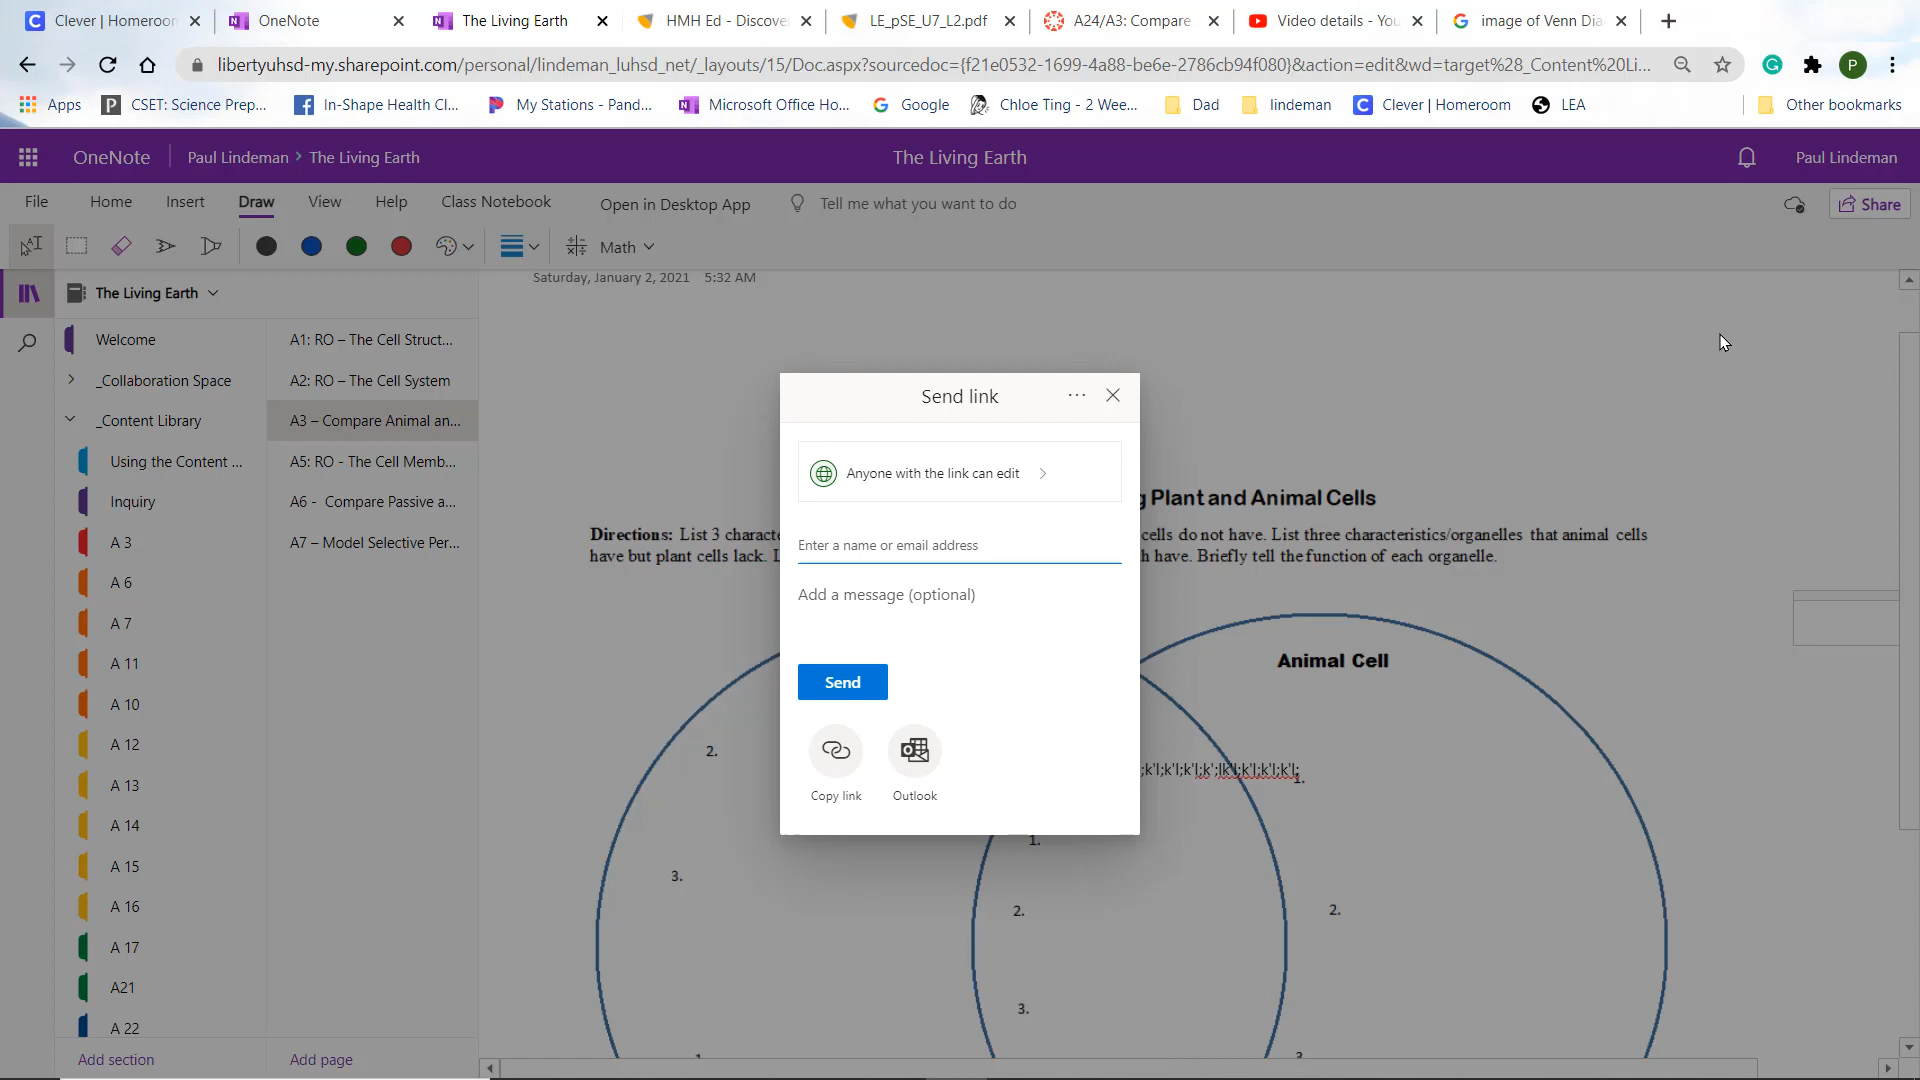 Clever | Homeroom
OneNote
The Living Earth
HMH Ed - Discove
LE_pSE_U7_L2.pdf
A24/A3: Compare
Video details - You
image of Venn Dia
libertyuhsd-my.sharepoint.com/personal/lindeman_luhsd_net/_layouts/15/Doc.aspx?sourcedoc={f21e0532-1699-4a88-be6e-2786cb94f080}&action=edit&wd=target%28_Content%20Li...
P
Apps
CSET: Science Prep...
In-Shape Health Cl...
My Stations - Pand...
Microsoft Office Ho...
Google
Chloe Ting - 2 Wee...
Dad
lindeman
Clever | Homeroom
LEA
Other bookmarks
OneNote
Paul Lindeman > The Living Earth
The Living Earth
Paul Lindeman
File
Home
Insert
Draw
View
Help
Class Notebook
Open in Desktop App
Tell me what you want to do
Share
Math
Saturday, January 2, 2021 5:32 AM
The Living Earth
Welcome
_Collaboration Space
_Content Library
Using the Content ...
Inquiry
A 3
A 6
A 7
A 11
A 10
A 12
A 13
A 14
A 15
A 16
A 17
A21
A 22
Add section
A1: RO – The Cell Struct...
A2: RO – The Cell System
A3 – Compare Animal an...
A5: RO - The Cell Memb...
A6 - Compare Passive a...
A7 – Model Selective Per...
Add page
g Plant and Animal Cells
Directions: List 3 characte
cells do not have. List three characteristics/organelles that animal cells
have but plant cells lack. L
h have. Briefly tell the function of each organelle.
Send link
Anyone with the link can edit
Enter a name or email address
Add a message (optional)
Send
Copy link
Outlook
Animal Cell
;k'l;k'l;k'l;k';lk'l;k'l;k'l;k'l;
1.
2.
3.
1.
2.
3.
2.
3.
1.